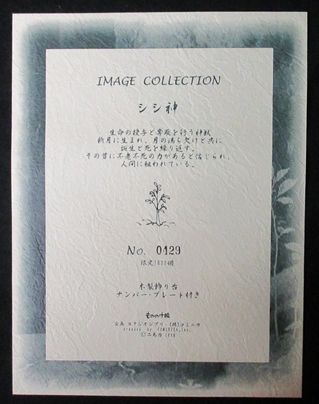 IMAGE COLLECTION
シシ神
生命の授与と奪取を行う神獣
新月に生まれ、月の満ち欠けと共に
誕生と死を繰り返す。
その首に不老不死の力があると信じられ、
人間に狙われている。
No. 0429
木製飾り台
ナンバー・プレート付き